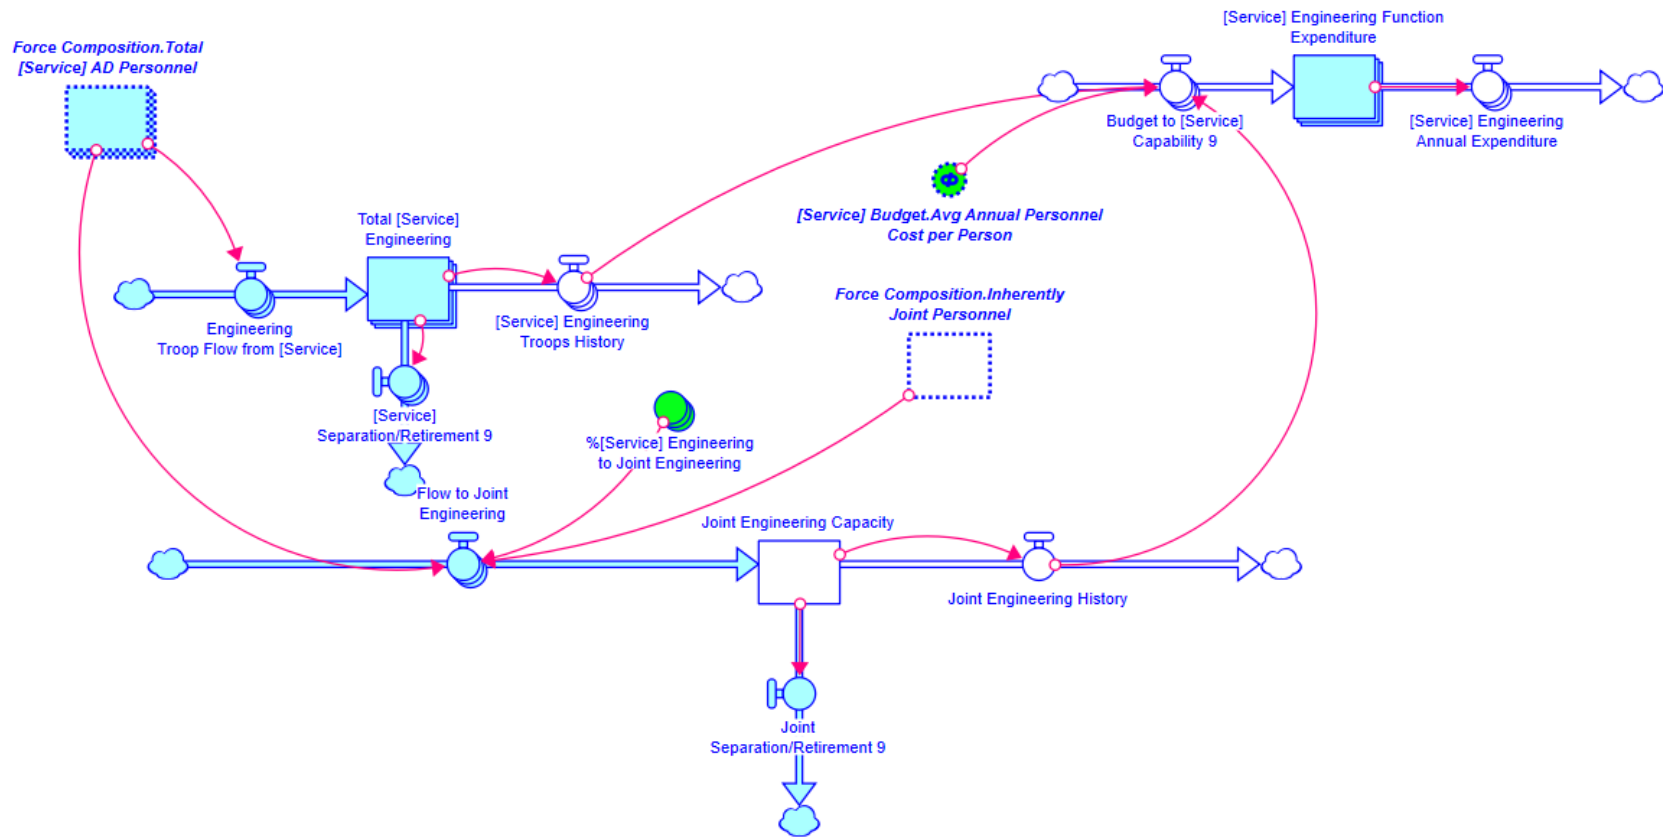 [Service] Engineering Function
Expenditure
Force Composition.Total
[Service] AD Personnel
Budget to [Service]
Capability 9
[Service] Engineering
Annual Expenditure
[Service] Budget.Avg Annual Personnel
Cost per Person
Total [Service]
Engineering
Force Composition.Inherently
Joint Personnel
Engineering
Troop Flow from [Service]
[Service] Engineering
Troops History
[Service]
Separation/Retirement 9
%[Service] Engineering
to Joint Engineering
Flow to Joint
Engineering
Joint Engineering Capacity
Joint Engineering History
Joint
Separation/Retirement 9